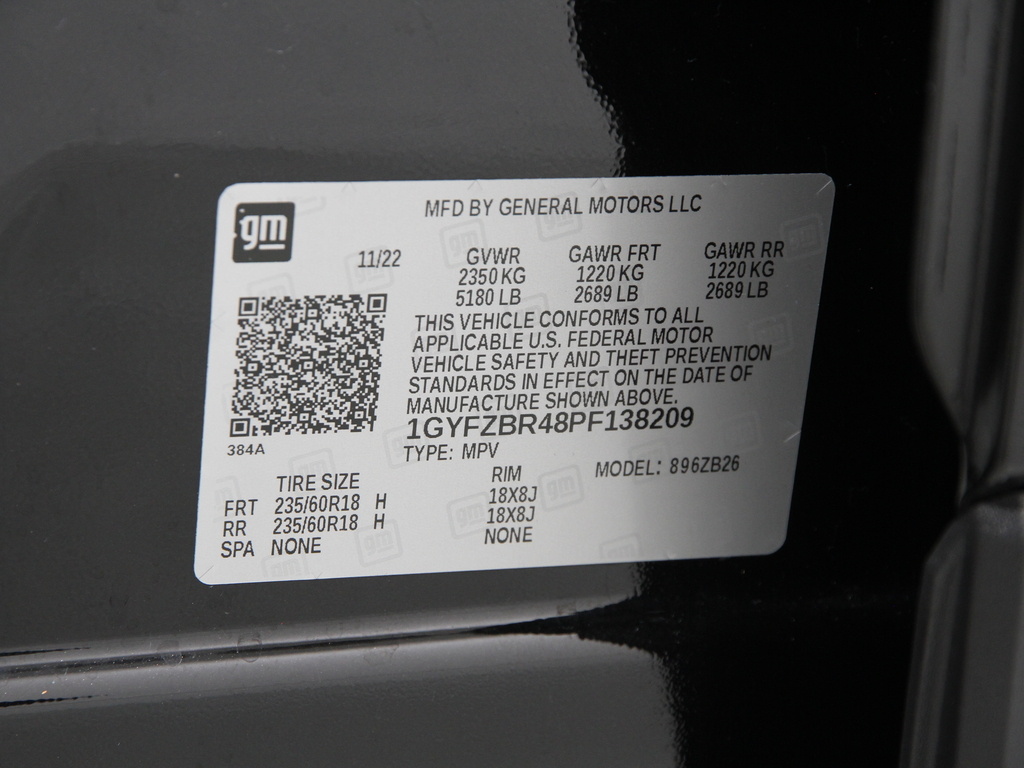 gm
MFD BY GENERAL MOTORS LLC
11/22 GVWR GAWR FRT GAWR RR
2350 KG 1220 KG 1220 KG
5180 LB 2689 LB 2689 LB
THIS VEHICLE CONFORMS TO ALL
APPLICABLE U.S. FEDERAL MOTOR
VEHICLE SAFETY AND THEFT PREVENTION
STANDARDS IN EFFECT ON THE DATE OF
MANUFACTURE SHOWN ABOVE.
1GYFZBR48PF138209
384A
TYPE: MPV
MODEL: 896ZB26
TIRE SIZE RIM
FRT 235/60R18 H 18X8J
RR 235/60R18 H 18X8J
SPA NONE NONE